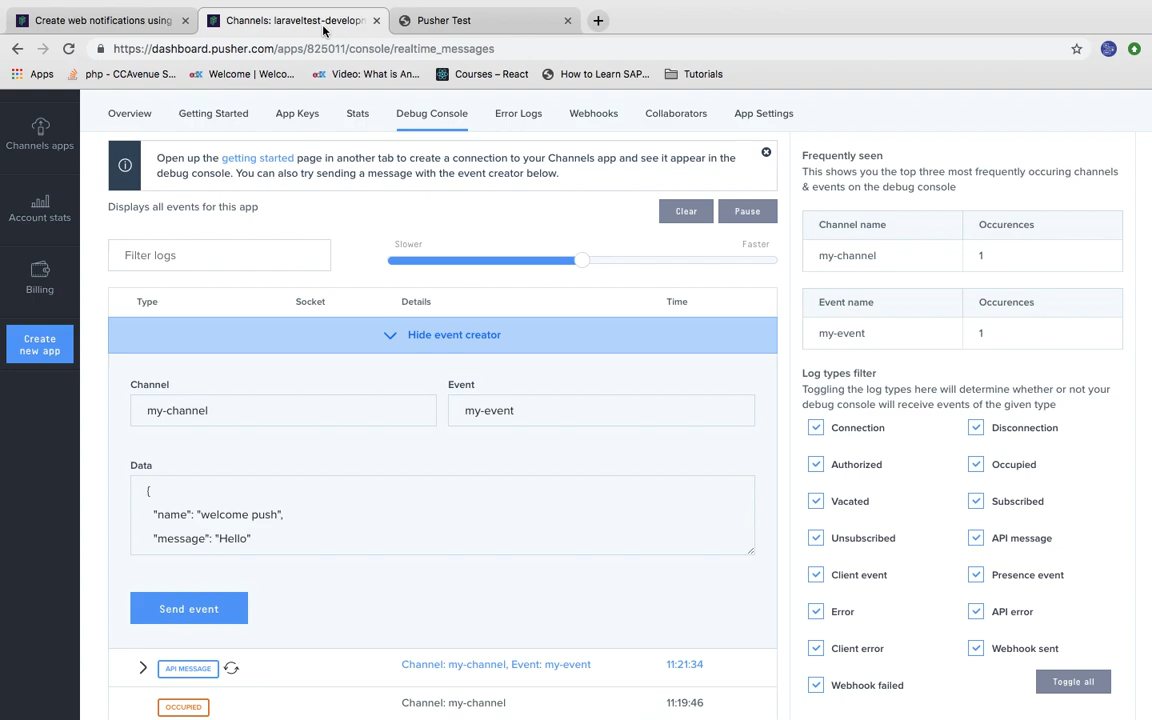 Create web notifications using
Channels: laraveltest-developn
Pusher Test
https://dashboard.pusher.com/apps/825011/console/realtime_messages
Apps
php - CCAvenue S...
Welcome | Welco...
Video: What is An...
Courses – React
How to Learn SAP...
Tutorials
Channels apps
Account stats
Billing
Create
new app
Overview
Getting Started
App Keys
Stats
Debug Console
Error Logs
Webhooks
Collaborators
App Settings
Open up the getting started page in another tab to create a connection to your Channels app and see it appear in the
debug console. You can also try sending a message with the event creator below.
Displays all events for this app
Clear
Pause
Filter logs
Slower
Faster
Type
Socket
Details
Time
Hide event creator
Channel
Event
my-channel
my-event
Data
{
"name": "welcome push",
"message": "Hello"
Send event
API MESSAGE
Channel: my-channel, Event: my-event
11:21:34
OCCUPIED
Channel: my-channel
11:19:46
Frequently seen
This shows you the top three most frequently occuring channels
& events on the debug console
Channel name
Occurences
my-channel
1
Event name
Occurences
my-event
1
Log types filter
Toggling the log types here will determine whether or not your
debug console will receive events of the given type
Connection
Disconnection
Authorized
Occupied
Vacated
Subscribed
Unsubscribed
API message
Client event
Presence event
Error
API error
Client error
Webhook sent
Webhook failed
Toggle all